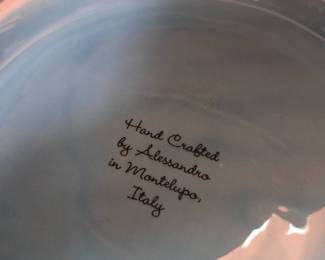 Hand Crafted
by Alessandro
in Montelupo,
Italy